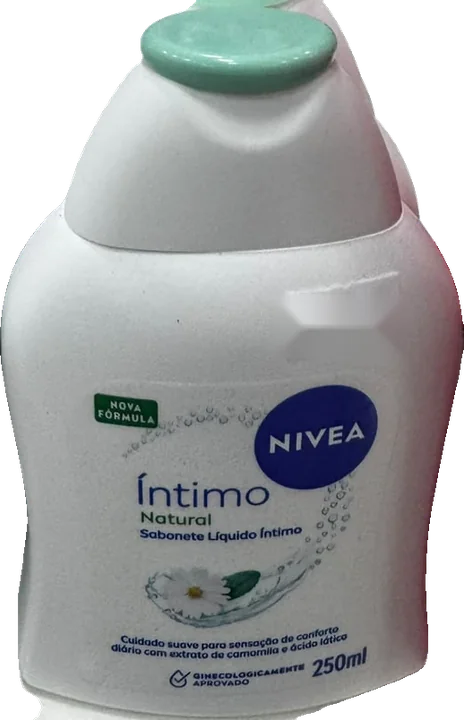 NOVA
FÓRMULA
NIVEA
Íntimo
Natural
Sabonete Líquido Íntimo
Cuidado suave para sensação de conforto
diário com extrato de camomila e ácido lático
GINECOLOGICAMENTE
APROVADO
250ml